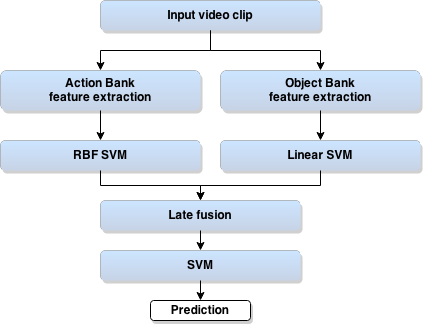 Input video clip
Action Bank
feature extraction
Object Bank
feature extraction
RBF SVM
Linear SVM
Late fusion
SVM
Prediction